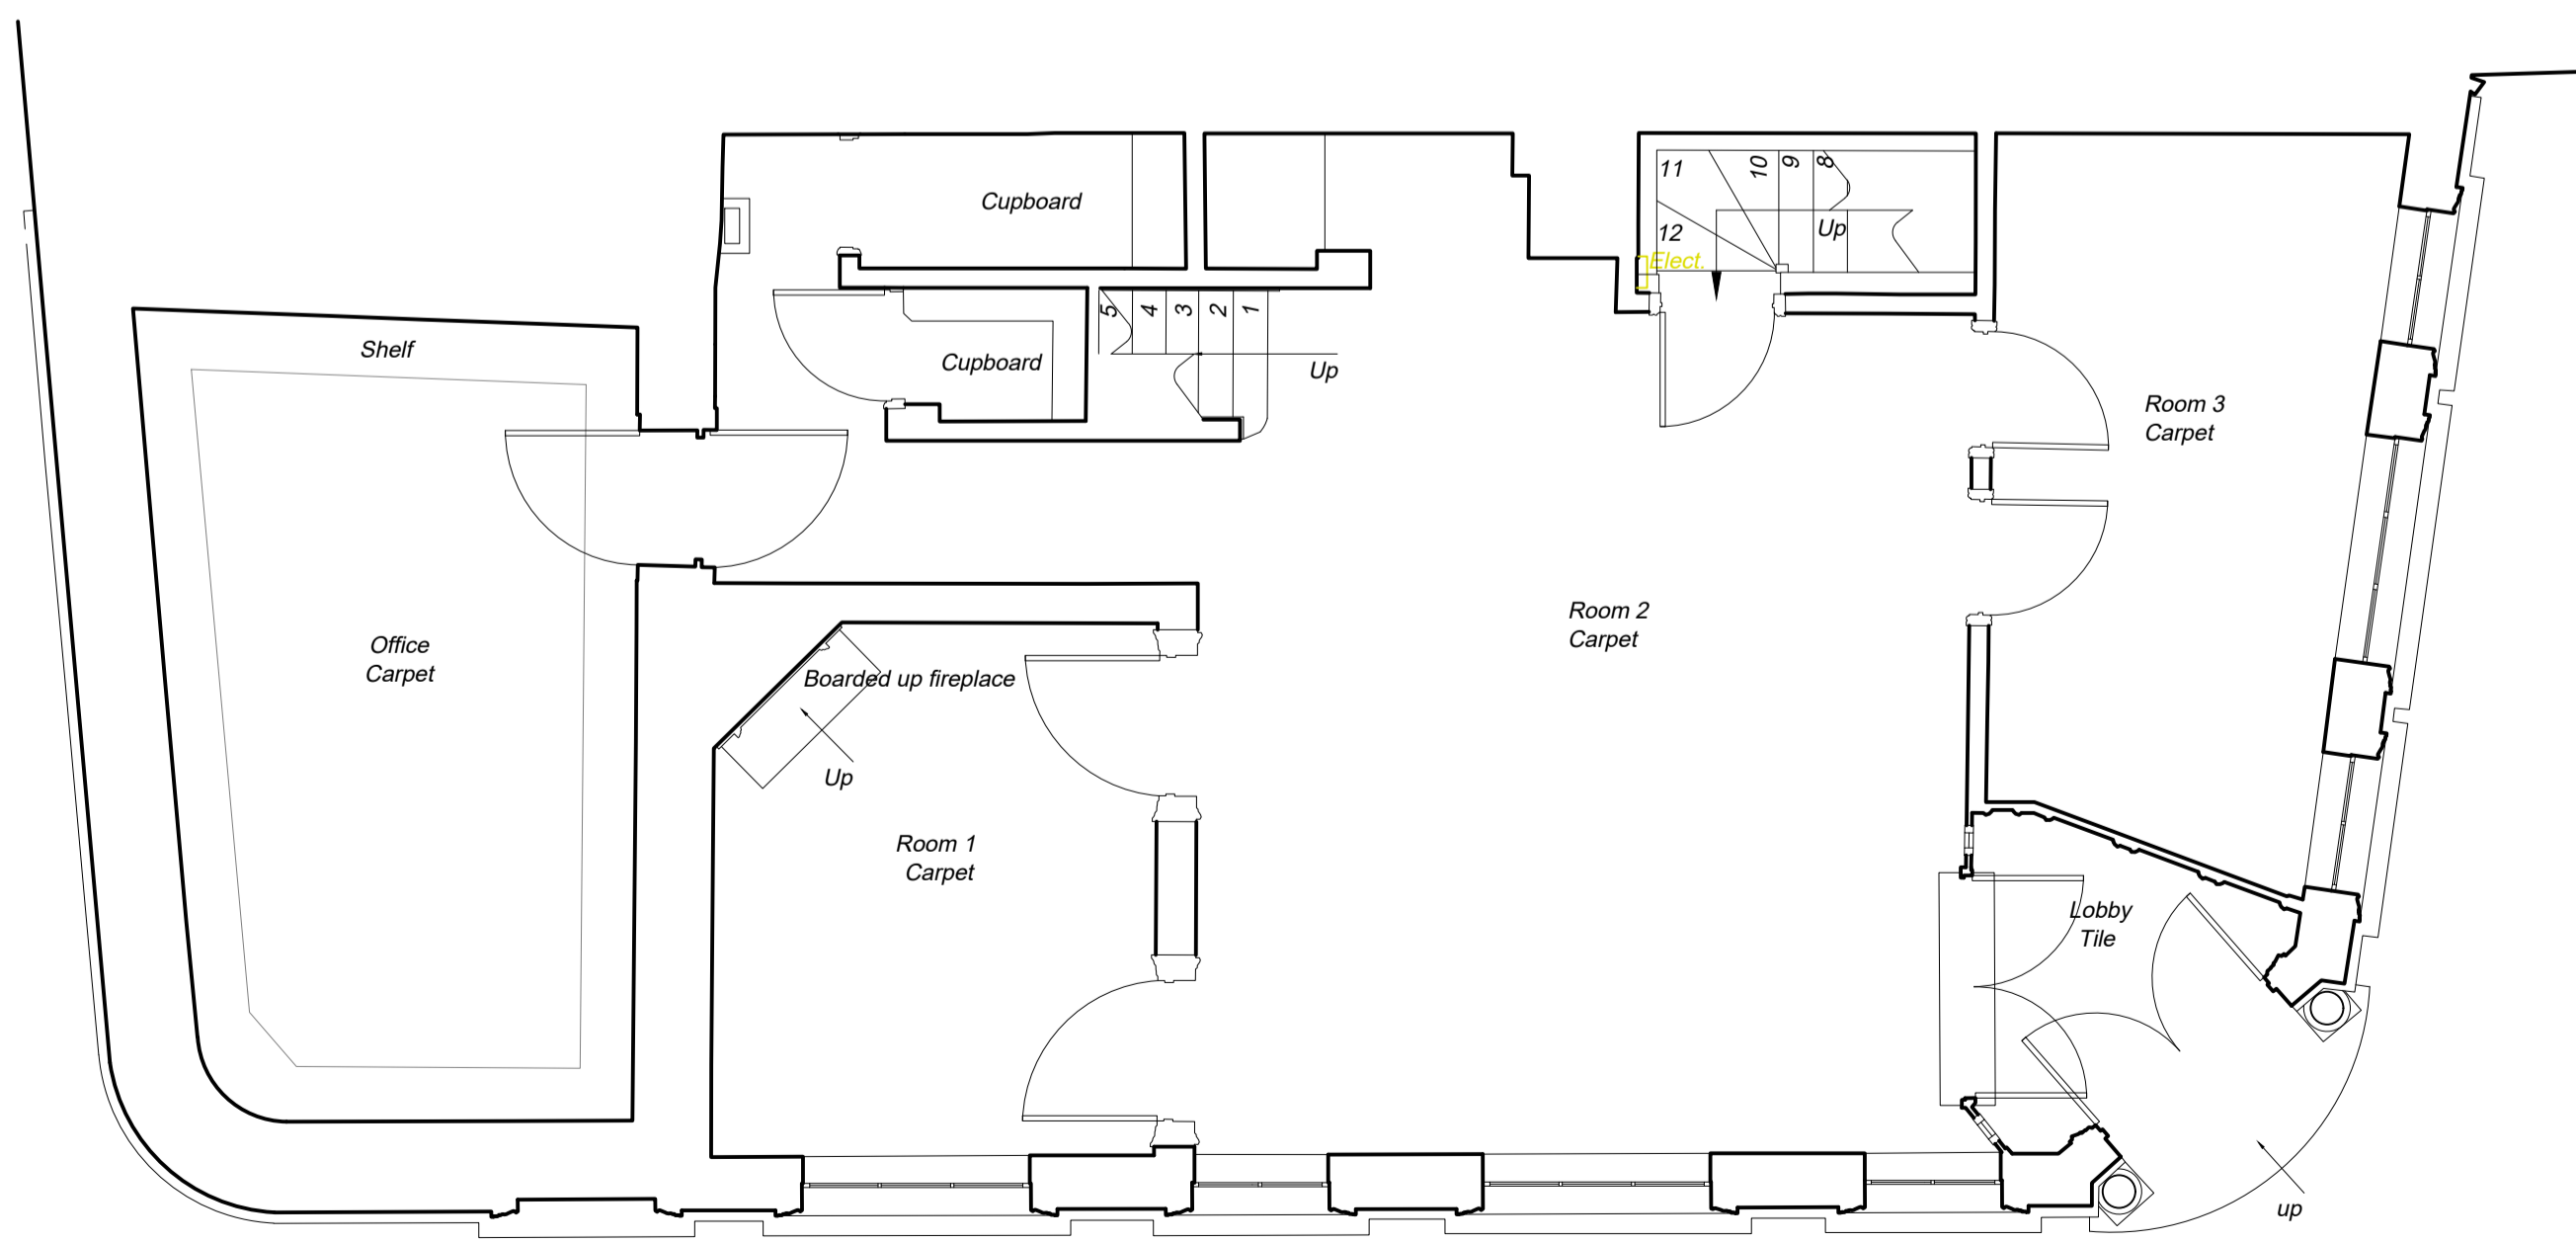 11
10
9
8
Cupboard
Up
12
Elect.
5
4
3
2
1
Shelf
Cupboard
Up
Room 3
Carpet
Room 2
Carpet
Office
Carpet
Boarded up fireplace
Up
Room 1
Carpet
Lobby
Tile
up